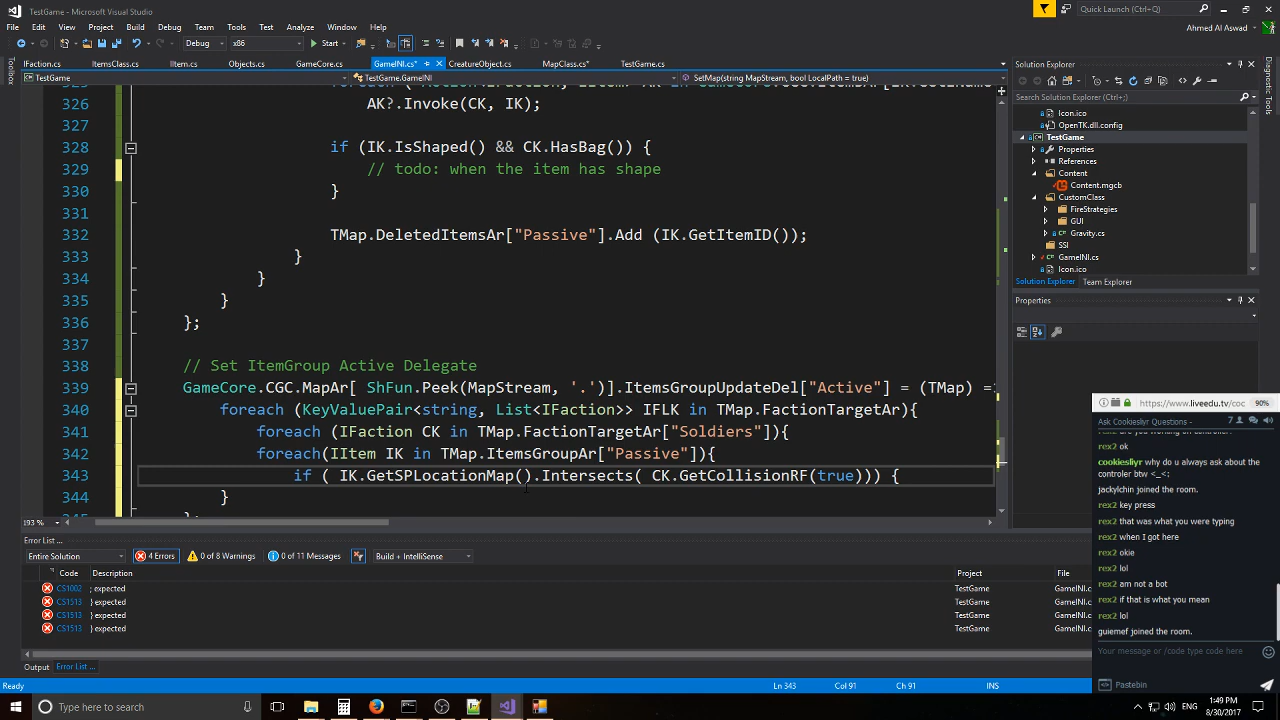 TestGame - Microsoft Visual Studio
Quick Launch (Ctrl+;)
File Edit View Project Build Debug Team Tools Test Analyze Window Help
Ahmed Al Aswad
Debug x86 Start
IFaction.cs ItemsClass.cs IItem.cs Objects.cs GameCore.cs GameINI.cs* CreatureObject.cs MapClass.cs* TestGame.cs
TestGame TestGame.GameINI SetMap(string MapStream, bool LocalPath = true)
Toolbox
Diagnostic Tools
326 AK?.Invoke(CK, IK);
327
328 if (IK.IsShaped() && CK.HasBag()) {
329 // todo: when the item has shape
330 }
331
332 TMap.DeletedItemsAr["Passive"].Add (IK.GetItemID());
333 }
334 }
335 }
336 };
337
338 // Set ItemGroup Active Delegate
339 GameCore.CGC.MapAr[ ShFun.Peek(MapStream, '.')].ItemsGroupUpdateDel["Active"] = (TMap) =
340 foreach (KeyValuePair<string, List<IFaction>> IFLK in TMap.FactionTargetAr){
341 foreach (IFaction CK in TMap.FactionTargetAr["Soldiers"]){
342 foreach(IItem IK in TMap.ItemsGroupAr["Passive"]){
343 if ( IK.GetSPLocationMap().Intersects( CK.GetCollisionRF(true))) {
344 }
193 %
Solution Explorer
Search Solution Explorer (Ctrl+;)
Icon.ico
OpenTK.dll.config
TestGame
Properties
References
Content
Content.mgcb
CustomClass
FireStrategies
GUI
Gravity.cs
SSI
GameINI.cs
Icon.ico
Solution Explorer Team Explorer
Properties
Error List ...
Entire Solution 4 Errors 0 of 8 Warnings 0 of 11 Messages Build + IntelliSense
Code Description Project File
CS1002 ; expected TestGame GameINI.c
CS1513 } expected TestGame GameINI.c
CS1513 } expected TestGame GameINI.c
CS1513 } expected TestGame GameINI.c
Output Error List ...
Ready Ln 343 Col 91 Ch 91 INS
https://www.liveedu.tv/coc 90%
Ask Cookiesliyr Questions - 7
rex2 ok
cookiesliyr why do u always ask about the
controler btw <_<;
jackylchin joined the room.
rex2 key press
rex2 that was what you were typing
rex2 when I got here
rex2 okie
rex2 lol
rex2 am not a bot
rex2 if that is what you mean
rex2 lol
guiemef joined the room.
Your message or /code type code here
Pastebin
Type here to search
ENG
1:49 PM
8/30/2017